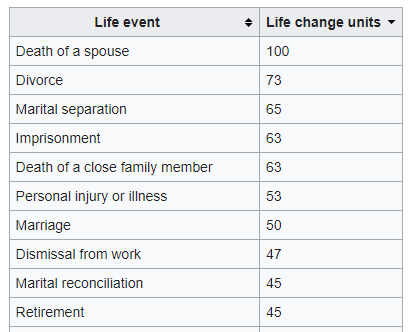 Life event Life change units
Death of a spouse 100
Divorce 73
Marital separation 65
Imprisonment 63
Death of a close family member 63
Personal injury or illness 53
Marriage 50
Dismissal from work 47
Marital reconciliation 45
Retirement 45